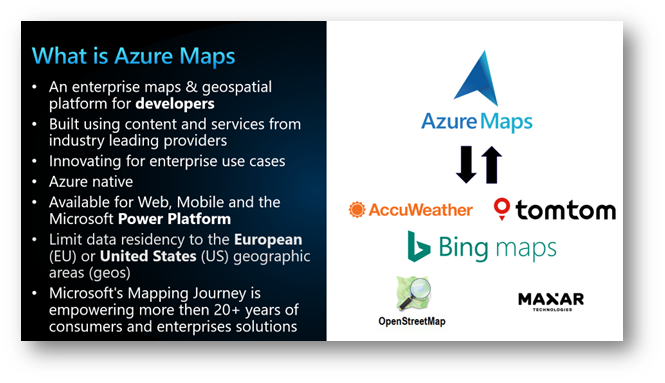 What is Azure Maps
• An enterprise maps & geospatial
platform for developers
• Built using content and services from
industry leading providers
• Innovating for enterprise use cases
• Azure native
• Available for Web, Mobile and the
Microsoft Power Platform
• Limit data residency to the European
(EU) or United States (US) geographic
areas (geos)
• Microsoft's Mapping Journey is
empowering more then 20+ years of
consumers and enterprises solutions
Azure Maps
AccuWeather
tomtom
Bing maps
OpenStreetMap
MAXAR
TECHNOLOGIES